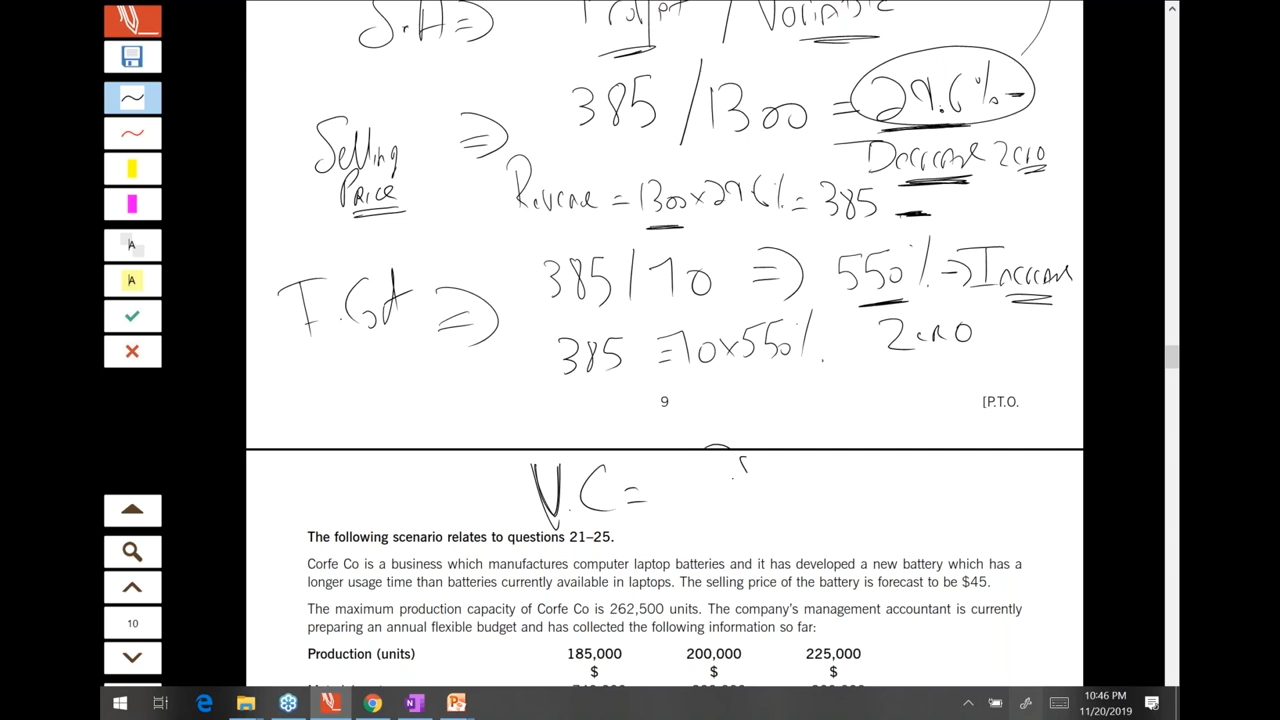 Profit / Variable
385 / 1300 = 29.6%
Selling Price ⇒
Decrease Zero
Revenue = 1300 × 29.6% = 385
F. Cost ⇒ 385 / 70 ⇒ 550% ⇒ Increase
385 = 70 × 550%
Zero
9 [P.T.O.
V.C =
The following scenario relates to questions 21–25.
Corfe Co is a business which manufactures computer laptop batteries and it has developed a new battery which has a
longer usage time than batteries currently available in laptops. The selling price of the battery is forecast to be $45.
The maximum production capacity of Corfe Co is 262,500 units. The company's management accountant is currently
preparing an annual flexible budget and has collected the following information so far:
Production (units) 185,000 200,000 225,000
$ $ $
A
A
10
10:46 PM
11/20/2019